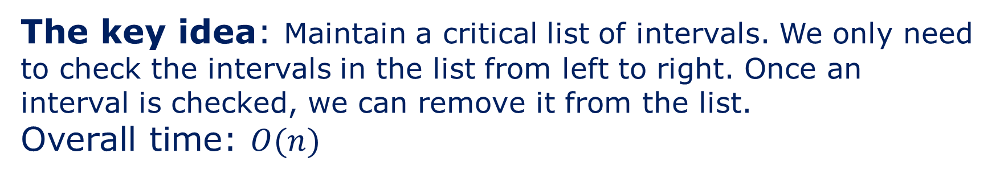 The key idea: Maintain a critical list of intervals. We only need
to check the intervals in the list from left to right. Once an
interval is checked, we can remove it from the list.
Overall time: O(n)